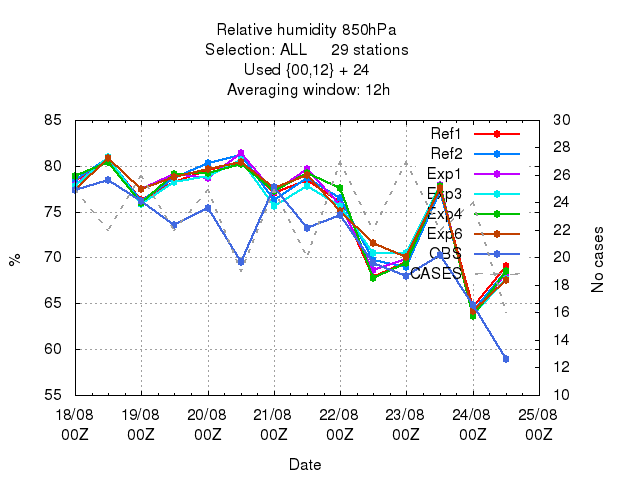 Relative humidity 850hPa
Selection: ALL 29 stations
Used {00,12} + 24
Averaging window: 12h
85 30
Ref1
28
80 Ref2
26
Exp1
24
75 Exp3
22
Exp4
Exp6
70 OBS 20
CASES
18
65
16
14
60
12
55 10
% No cases
18/08 19/08 20/08 21/08 22/08 23/08 24/08 25/08
00Z 00Z 00Z 00Z 00Z 00Z 00Z 00Z
Date